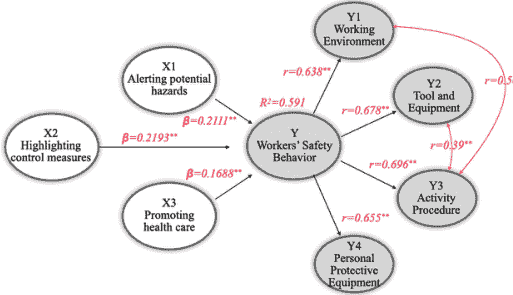 Y1
Working
Environment
X1
Alerting potential
hazards
r=0.638**
R²=0.591
Y2
Tool and
Equipment
β=0.2111**
r=0.678**
X2
Highlighting
control measures
β=0.2193**
Y
Workers' Safety
Behavior
r=0.39**
β=0.1688**
r=0.696**
X3
Promoting
health care
Y3
Activity
Procedure
r=0.655**
Y4
Personal
Protective
Equipment